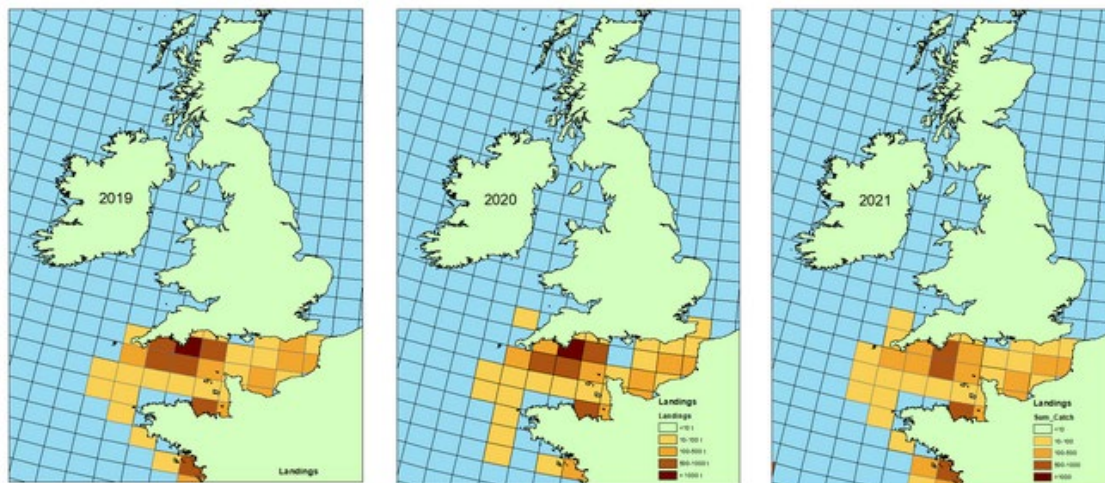 2019
Landings
2020
Landings
Landings
<10 t
10-100 t
100-500 t
500-1000 t
> 1000 t
2021
Landings
Sum_Catch
<10
10-100
100-500
500-1000
>1000